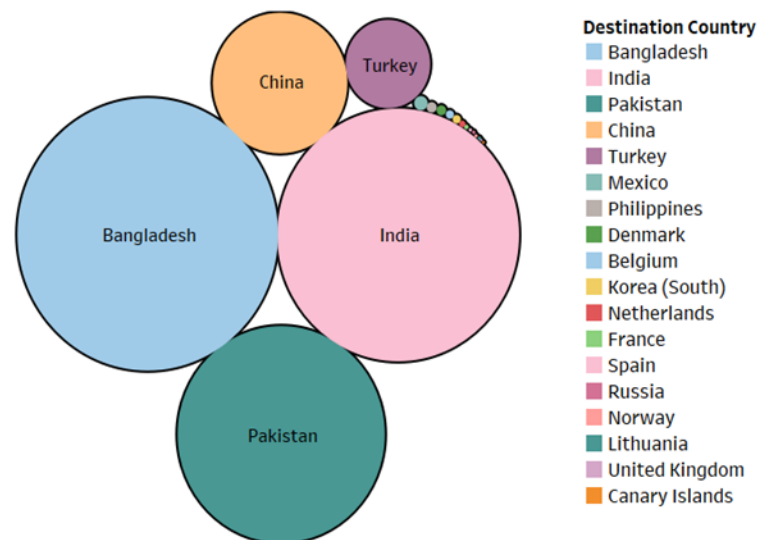 China
Turkey
Bangladesh
India
Pakistan
Destination Country
Bangladesh
India
Pakistan
China
Turkey
Mexico
Philippines
Denmark
Belgium
Korea (South)
Netherlands
France
Spain
Russia
Norway
Lithuania
United Kingdom
Canary Islands